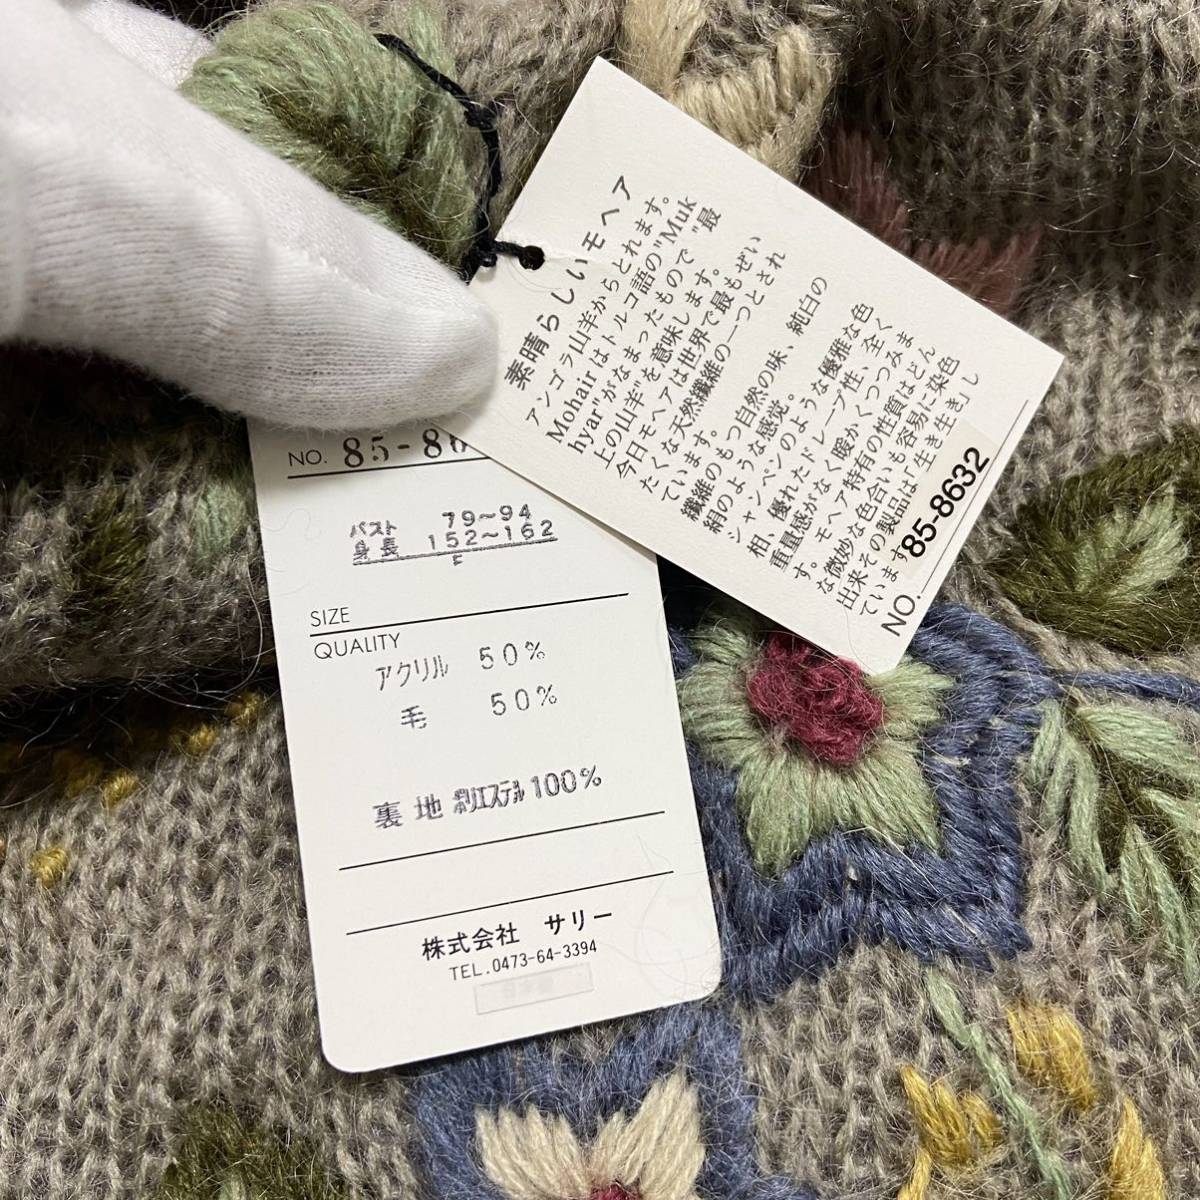 素晴らしいモヘア
アンゴラ山羊からとれます。
Mohairはトルコ語の"Muk
hyar"がなまったもので "最
上の山羊"を意味します。
今日モヘアは世界で最もぜい
たくな天然繊維の一つとされ
ています。
繊維のもつ自然の味、純白の
絹のような感覚。
シャンペンのような優雅な色
相、優れたドレープ性、全く
重量感がなく暖かくつつみま
す。モヘア特有の性質はどん
な微妙な色合いも容易に染色
出来その製品は「生き生き」し
ています
NO. 85-8632
NO. 85-86
バスト 79~94
身長 152~162
F
SIZE
QUALITY
アクリル 50%
毛 50%
裏地 ポリエステル 100%
株式会社 サリー
TEL.0473-64-3394